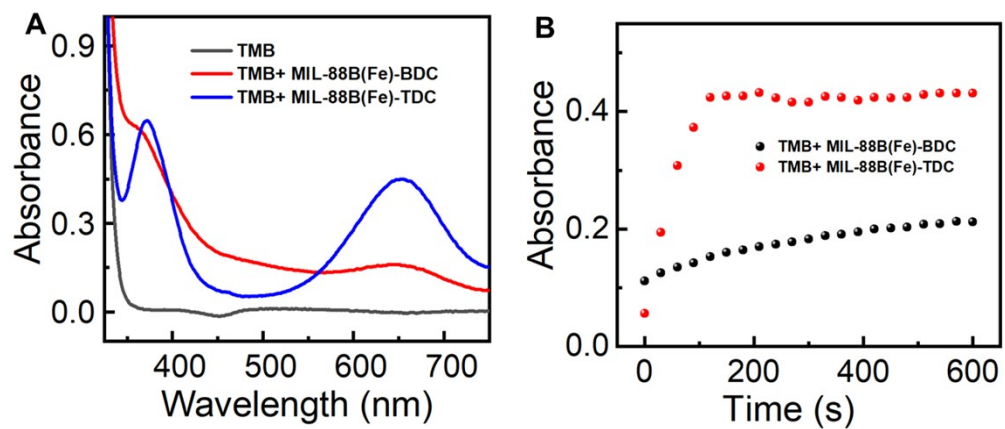 A
TMB
TMB+ MIL-88B(Fe)-BDC
TMB+ MIL-88B(Fe)-TDC
0.9
0.6
0.3
0.0
Absorbance
400 500 600 700
Wavelength (nm)
B
0.4
0.2
0.0
Absorbance
TMB+ MIL-88B(Fe)-BDC
TMB+ MIL-88B(Fe)-TDC
0 200 400 600
Time (s)